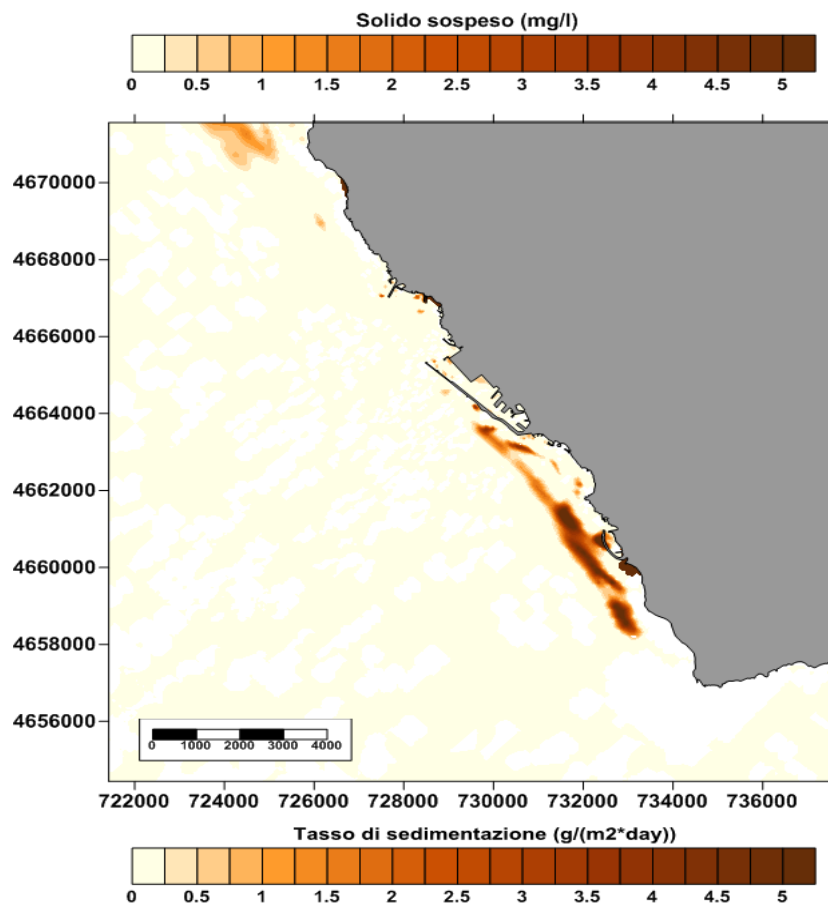 Solido sospeso (mg/l)
0 0.5 1 1.5 2 2.5 3 3.5 4 4.5 5
4670000
4668000
4666000
4664000
4662000
4660000
4658000
4656000
0 1000 2000 3000 4000
722000 724000 726000 728000 730000 732000 734000 736000
Tasso di sedimentazione (g/(m2*day))
0 0.5 1 1.5 2 2.5 3 3.5 4 4.5 5